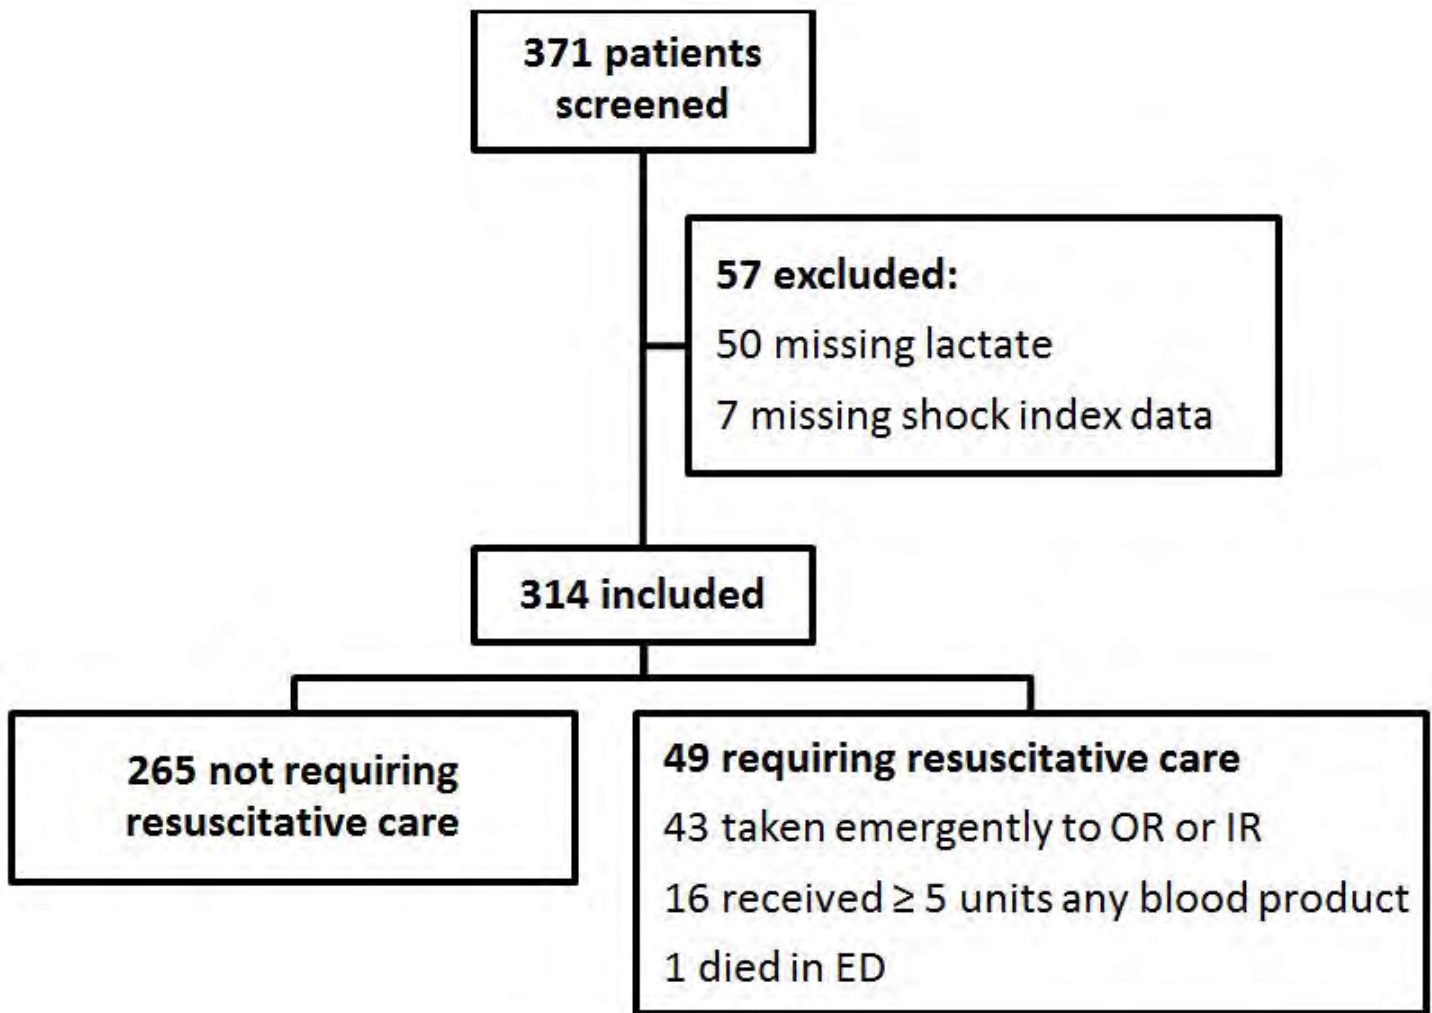 371 patients
screened
57 excluded:
50 missing lactate
7 missing shock index data
314 included
265 not requiring
resuscitative care
49 requiring resuscitative care
43 taken emergently to OR or IR
16 received ≥ 5 units any blood product
1 died in ED